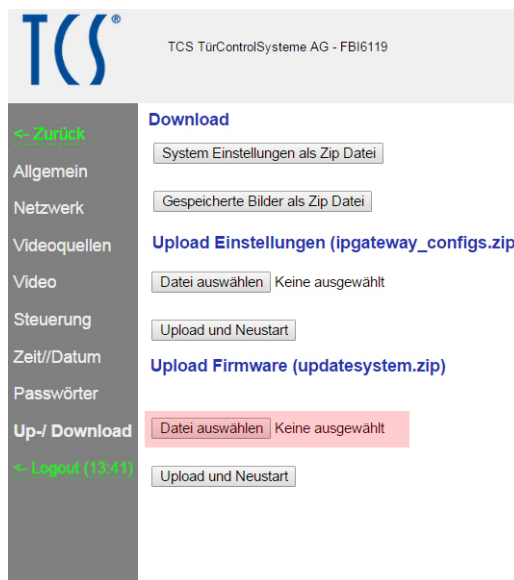 TCS®
TCS TürControlSysteme AG - FBI6119
<- Zurück
Allgemein
Netzwerk
Videoquellen
Video
Steuerung
Zeit//Datum
Passwörter
Up-/ Download
<- Logout (13:41)
Download
System Einstellungen als Zip Datei
Gespeicherte Bilder als Zip Datei
Upload Einstellungen (ipgateway_configs.zip
Datei auswählen Keine ausgewählt
Upload und Neustart
Upload Firmware (updatesystem.zip)
Datei auswählen Keine ausgewählt
Upload und Neustart